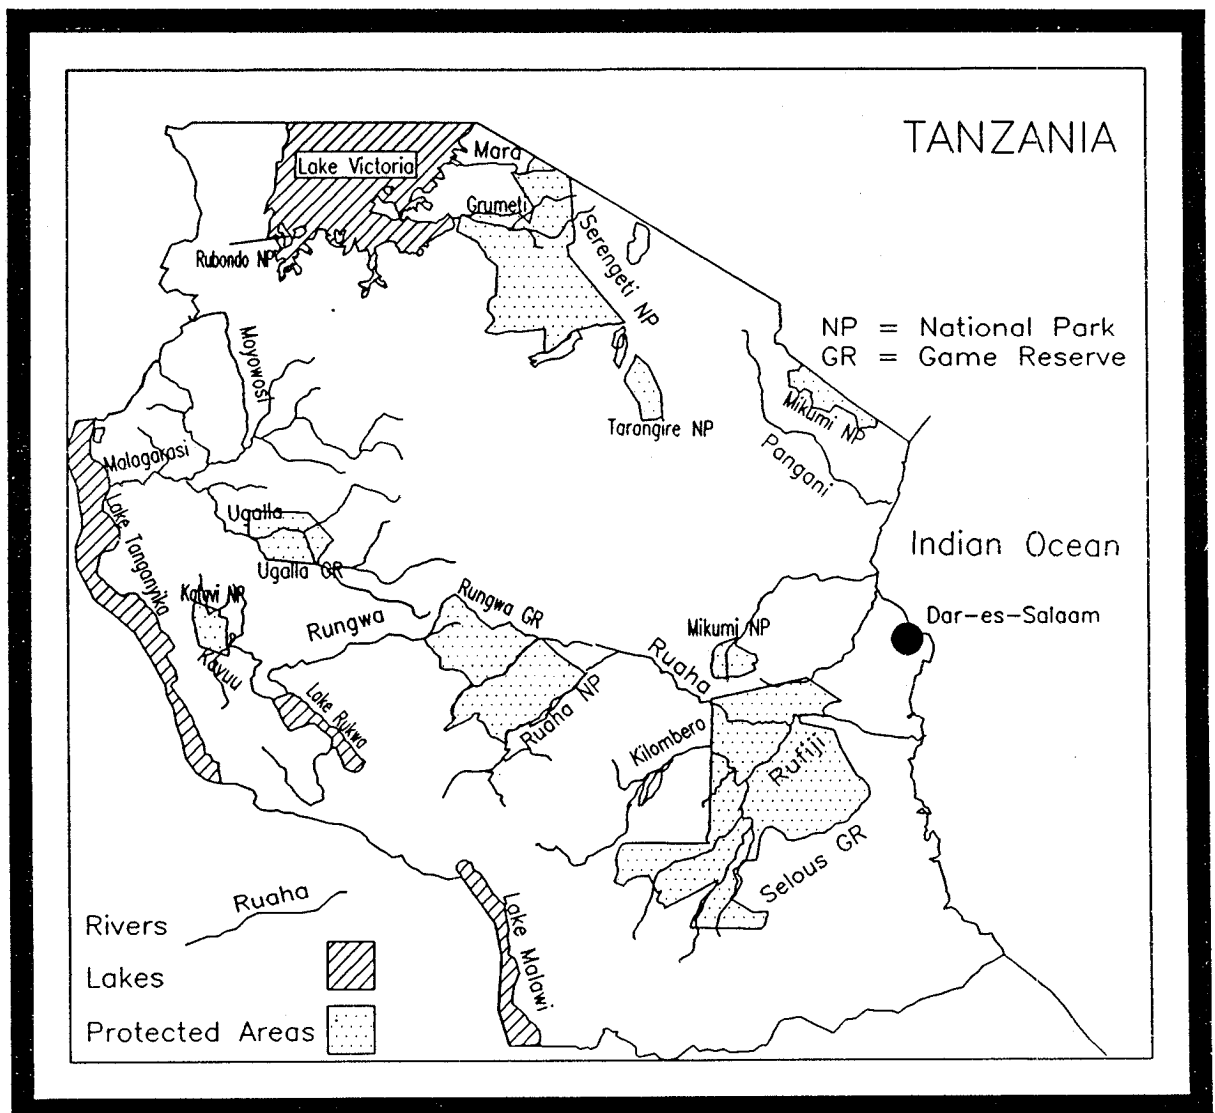 TANZANIA
Lake Victoria
Mara
Grumeti
Serengeti NP
Rubondo NP
NP = National Park
GR = Game Reserve
Moyowosi
Mikumi NP
Tarangire NP
Pangani
Malagarasi
Ugalla
Ugalla GR
Lake Tanganyika
Indian Ocean
Katavi NP
Rungwa GR
Rungwa
Dar-es-Salaam
Mikumi NP
Ruaha
Kavuu
Lake Rukwa
Ruaha NP
Kilombero
Rufiji
Selous GR
Lake Malawi
Ruaha
Rivers
Lakes
Protected Areas